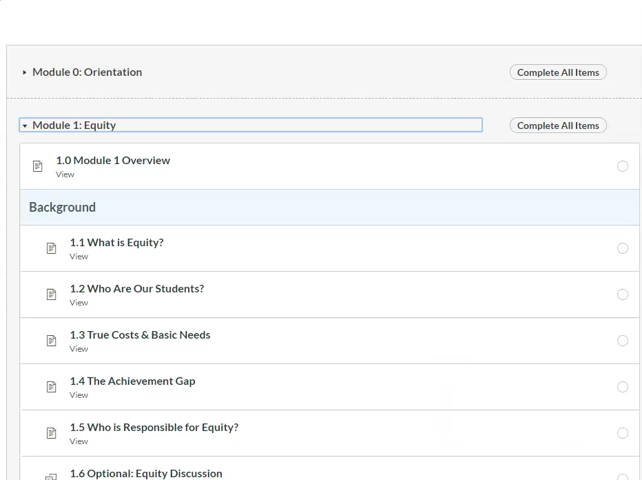 Module 0: Orientation
Complete All Items
Module 1: Equity
Complete All Items
1.0 Module 1 Overview
View
Background
1.1 What is Equity?
View
1.2 Who Are Our Students?
View
1.3 True Costs & Basic Needs
View
1.4 The Achievement Gap
View
1.5 Who is Responsible for Equity?
View
1.6 Optional: Equity Discussion